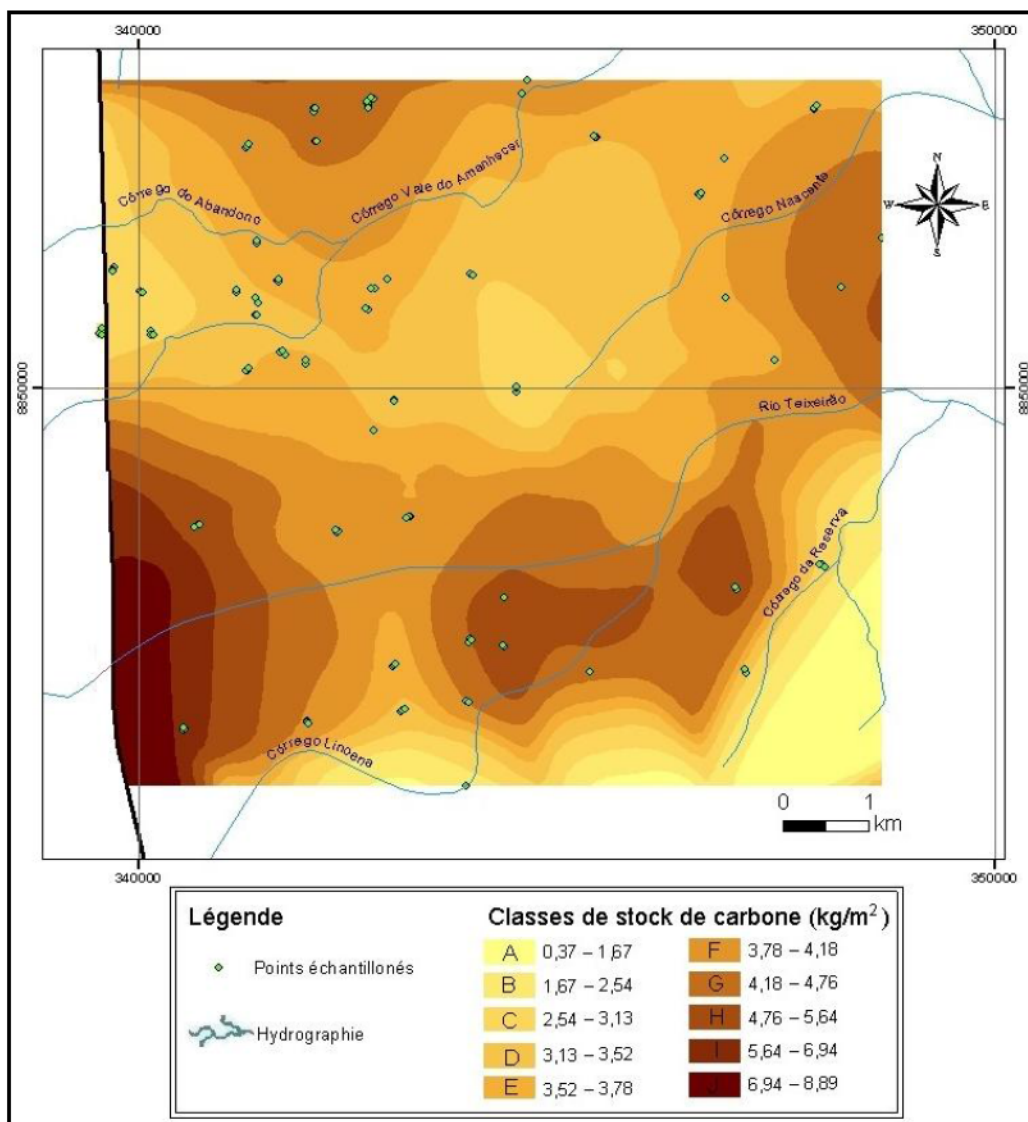 340000
350000
N
W
E
S
Córrego do Abandono
Córrego Vale do Amanhecer
Córrego Nascente
8850000
8850000
Rio Teixeirão
Córrego da Reserva
Córrego Linoena
0 1
km
340000
350000
Légende
Points échantillonés
Hydrographie
Classes de stock de carbone (kg/m²)
A 0,37 – 1,67
B 1,67 – 2,54
C 2,54 – 3,13
D 3,13 – 3,52
E 3,52 – 3,78
F 3,78 – 4,18
G 4,18 – 4,76
H 4,76 – 5,64
I 5,64 – 6,94
J 6,94 – 8,89